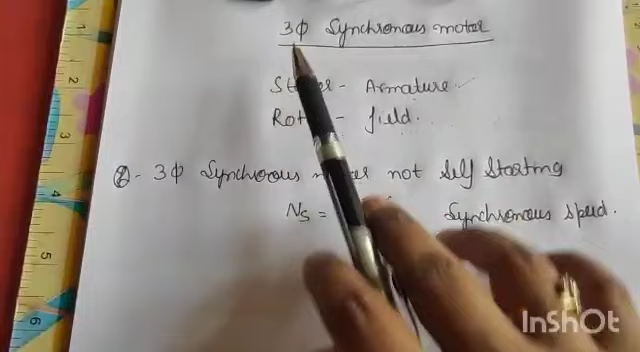 3ϕ Synchronous motor
- Armature
- field.
Q - 3ϕ Synchronous not Self Starting
Ns = Synchronous speed.
2
3
4
5
6
InShOt